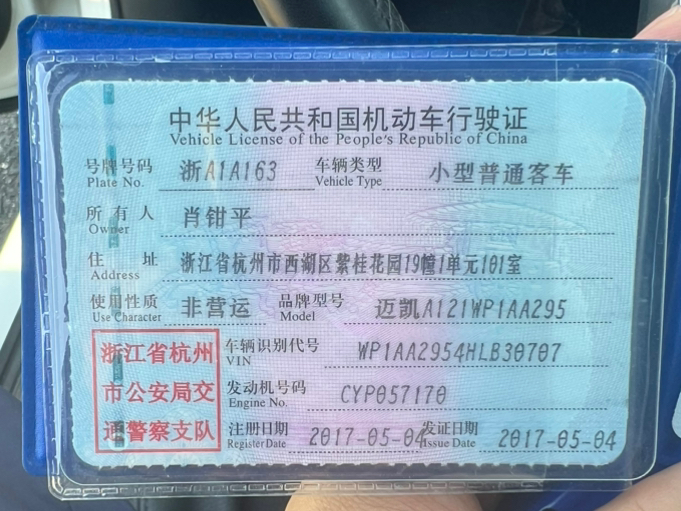 中华人民共和国机动车行驶证
Vehicle License of the People's Republic of China
号牌号码 浙A1A163 车辆类型 小型普通客车
Plate No. Vehicle Type
所有人 肖钳平
Owner
住址 浙江省杭州市西湖区紫桂花园19幢1单元101室
Address
使用性质 非营运 品牌型号 迈凯A121WP1AA295
Use Character Model
浙江省杭州
市公安局交
通警察支队
车辆识别代号 WP1AA2954HLB30707
VIN
发动机号码 CYP057170
Engine No.
注册日期 2017-05-04 发证日期 2017-05-04
Register Date Issue Date